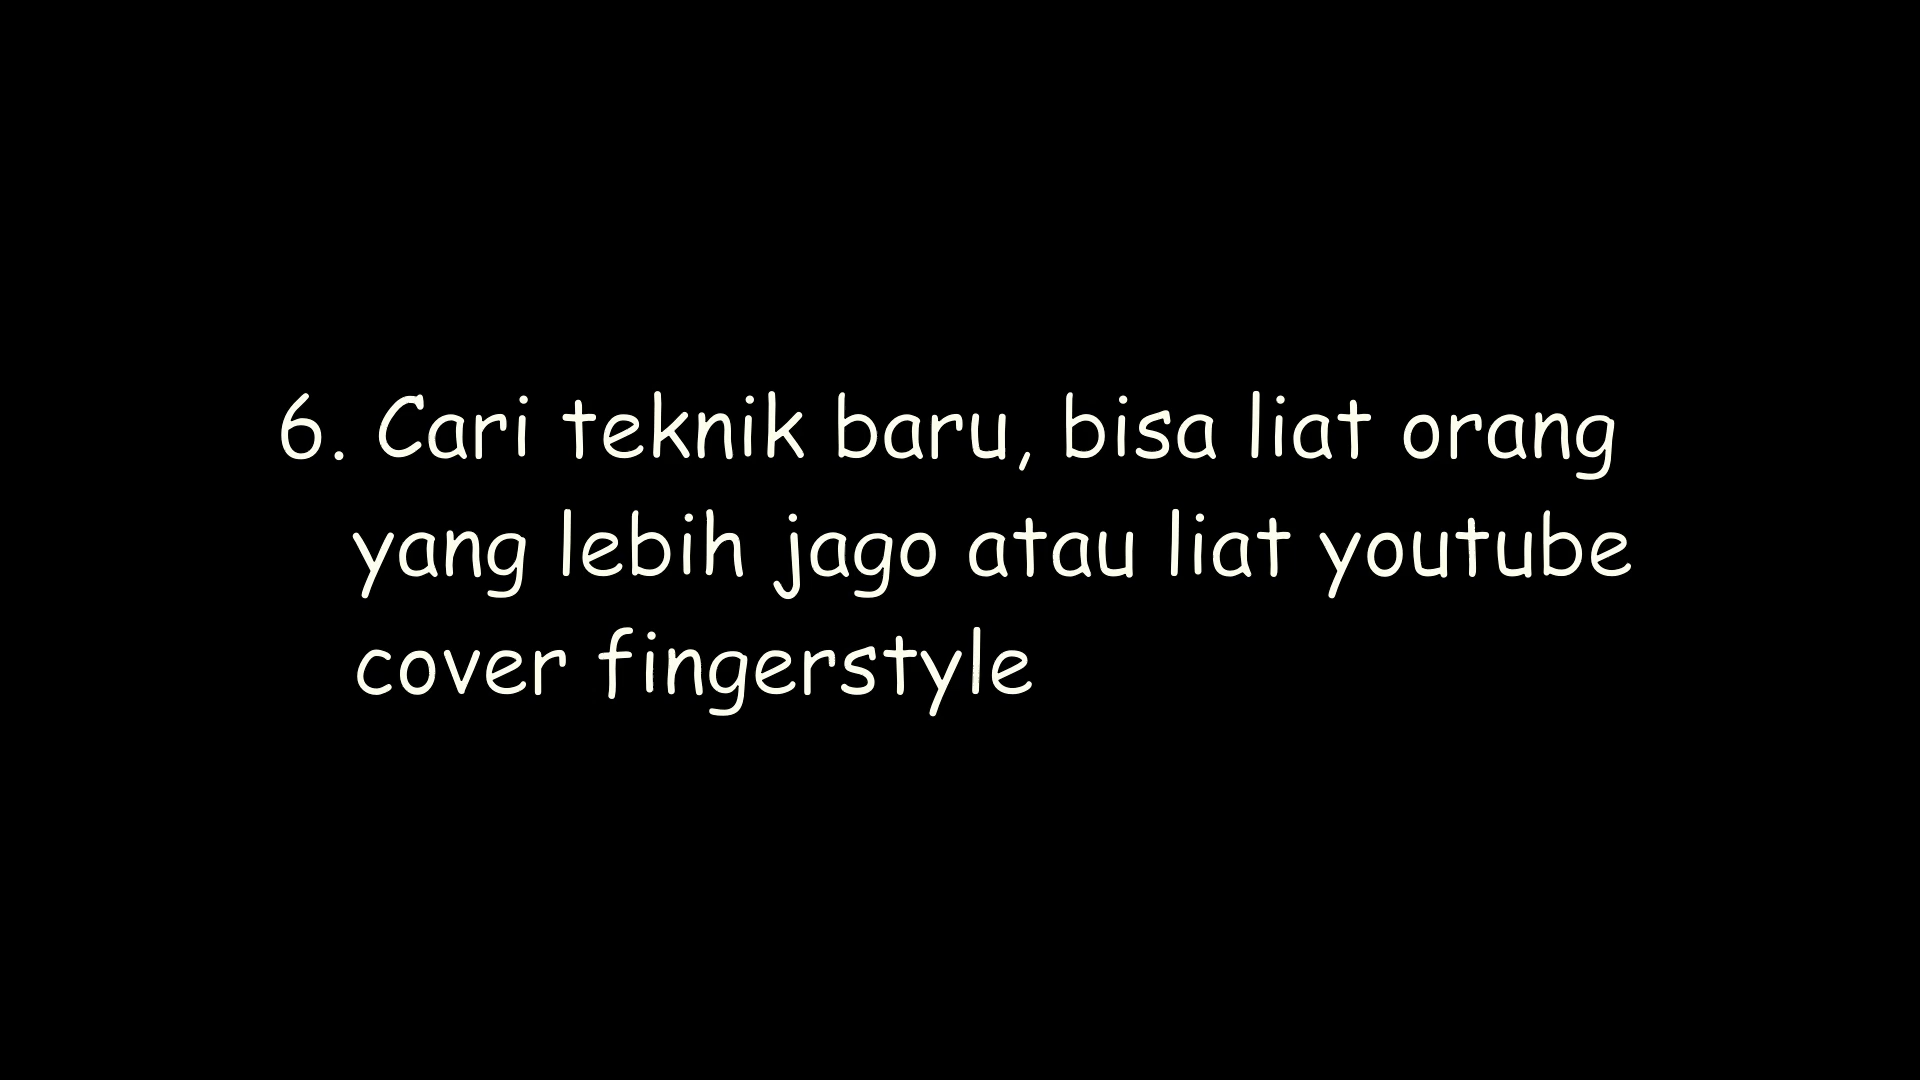 6. Cari teknik baru, bisa liat orang
yang lebih jago atau liat youtube
cover fingerstyle